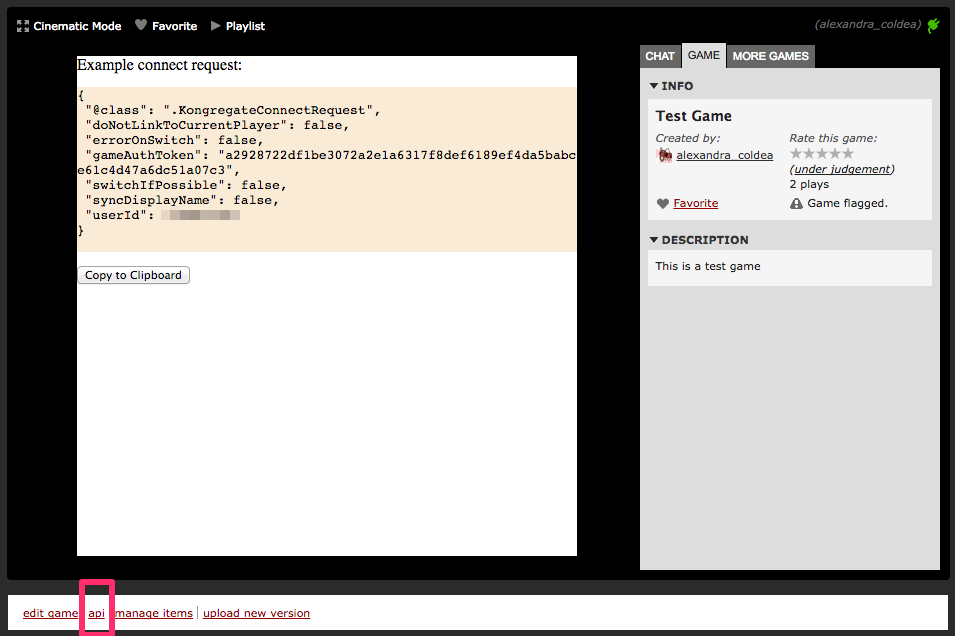 Cinematic Mode Favorite Playlist
(alexandra_coldea)
Example connect request:
{
"@class": ".KongregateConnectRequest",
"doNotLinkToCurrentPlayer": false,
"errorOnSwitch": false,
"gameAuthToken": "a2928722df1be3072a2e1a6317f8def6189ef4da5babc
e61c4d47a6dc51a07c3",
"switchIfPossible": false,
"syncDisplayName": false,
"userId":
}
Copy to Clipboard
CHAT GAME MORE GAMES
INFO
Test Game
Created by:
alexandra_coldea
Favorite
Rate this game:
(under judgement)
2 plays
Game flagged.
DESCRIPTION
This is a test game
edit game api manage items | upload new version